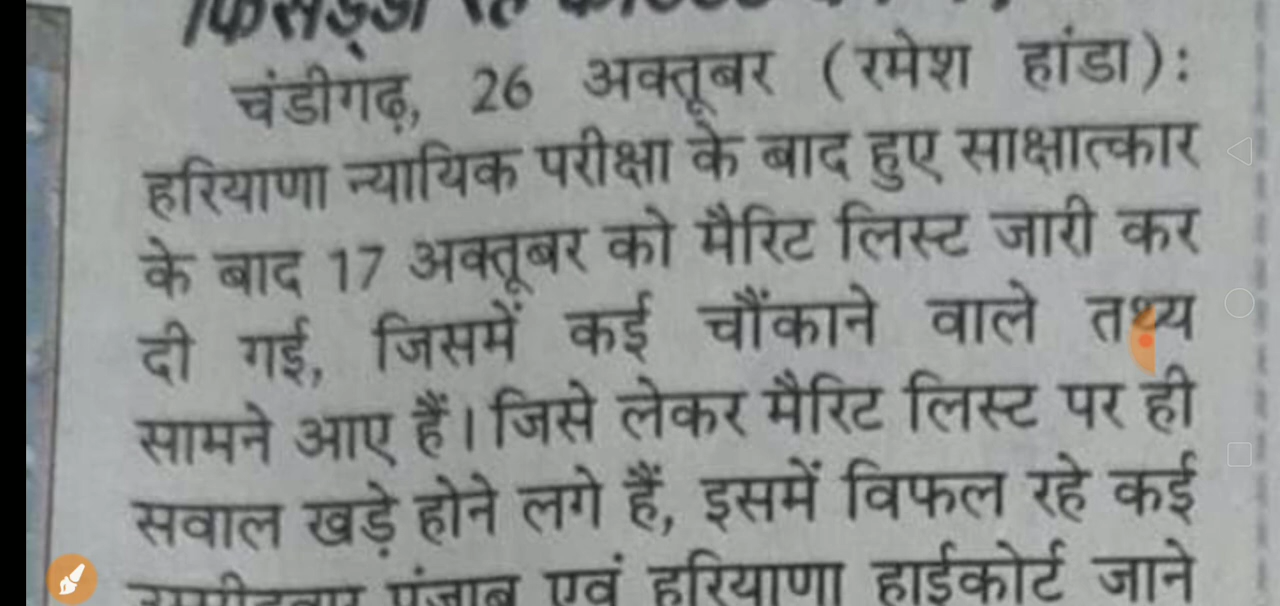 चंडीगढ़, 26 अक्तूबर (रमेश हांडा):
हरियाणा न्यायिक परीक्षा के बाद हुए साक्षात्कार
के बाद 17 अक्तूबर को मैरिट लिस्ट जारी कर
दी गई, जिसमें कई चौंकाने वाले तथ्य
सामने आए हैं। जिसे लेकर मैरिट लिस्ट पर ही
सवाल खड़े होने लगे हैं, इसमें विफल रहे कई
पंजाब एवं हरियाणा हाईकोर्ट जाने